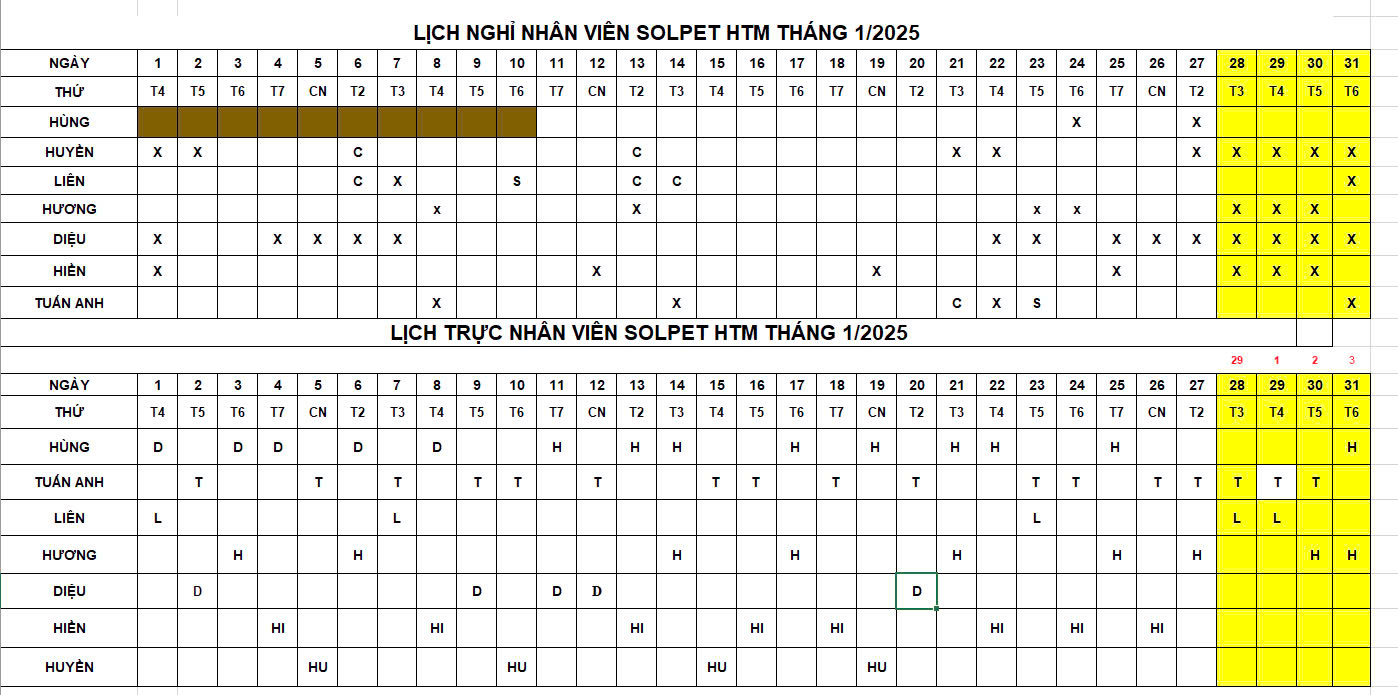 LỊCH NGHỈ NHÂN VIÊN SOLPET HTM THÁNG 1/2025
NGÀY 1 2 3 4 5 6 7 8 9 10 11 12 13 14 15 16 17 18 19 20 21 22 23 24 25 26 27 28 29 30 31
THỨ T4 T5 T6 T7 CN T2 T3 T4 T5 T6 T7 CN T2 T3 T4 T5 T6 T7 CN T2 T3 T4 T5 T6 T7 CN T2 T3 T4 T5 T6
HÙNG X X
HUYỀN X X C C X X X X X X X
LIÊN C X S C C X
HƯƠNG x X x x X X X
DIỆU X X X X X X X X X X X X X X
HIỀN X X X X X X X
TUẤN ANH X X C X S X
LỊCH TRỰC NHÂN VIÊN SOLPET HTM THÁNG 1/2025
29 1 2 3
NGÀY 1 2 3 4 5 6 7 8 9 10 11 12 13 14 15 16 17 18 19 20 21 22 23 24 25 26 27 28 29 30 31
THỨ T4 T5 T6 T7 CN T2 T3 T4 T5 T6 T7 CN T2 T3 T4 T5 T6 T7 CN T2 T3 T4 T5 T6 T7 CN T2 T3 T4 T5 T6
HÙNG D D D D D H H H H H H H H H
TUẤN ANH T T T T T T T T T T T T T T T T T
LIÊN L L L L L
HƯƠNG H H H H H H H H H
DIỆU D D D D D
HIỀN HI HI HI HI HI HI HI HI
HUYỀN HU HU HU HU